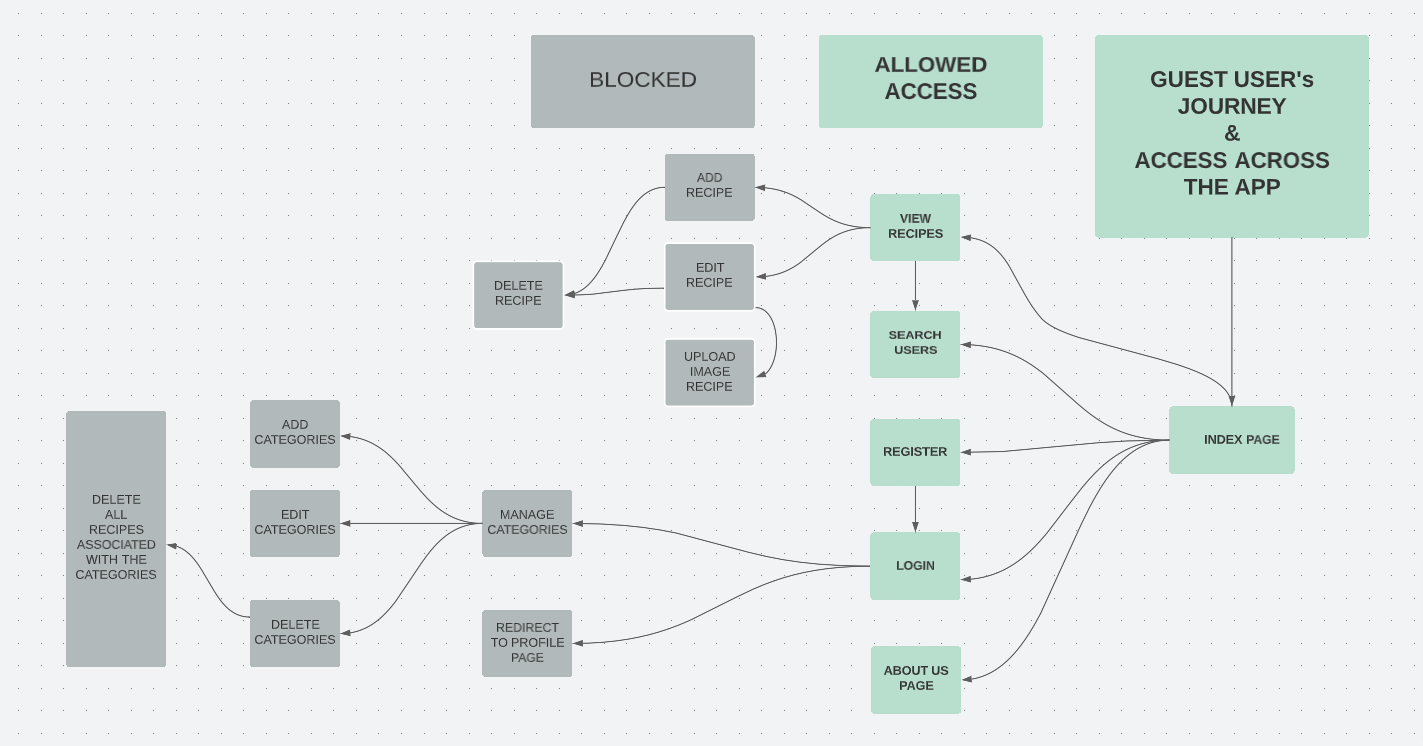 BLOCKED
ALLOWED
ACCESS
GUEST USER's
JOURNEY
&
ACCESS ACROSS
THE APP
ADD
RECIPE
VIEW
RECIPES
EDIT
RECIPE
DELETE
RECIPE
SEARCH
USERS
UPLOAD
IMAGE
RECIPE
ADD
CATEGORIES
REGISTER
INDEX PAGE
DELETE
ALL
RECIPES
ASSOCIATED
WITH THE
CATEGORIES
EDIT
CATEGORIES
MANAGE
CATEGORIES
LOGIN
DELETE
CATEGORIES
REDIRECT
TO PROFILE
PAGE
ABOUT US
PAGE